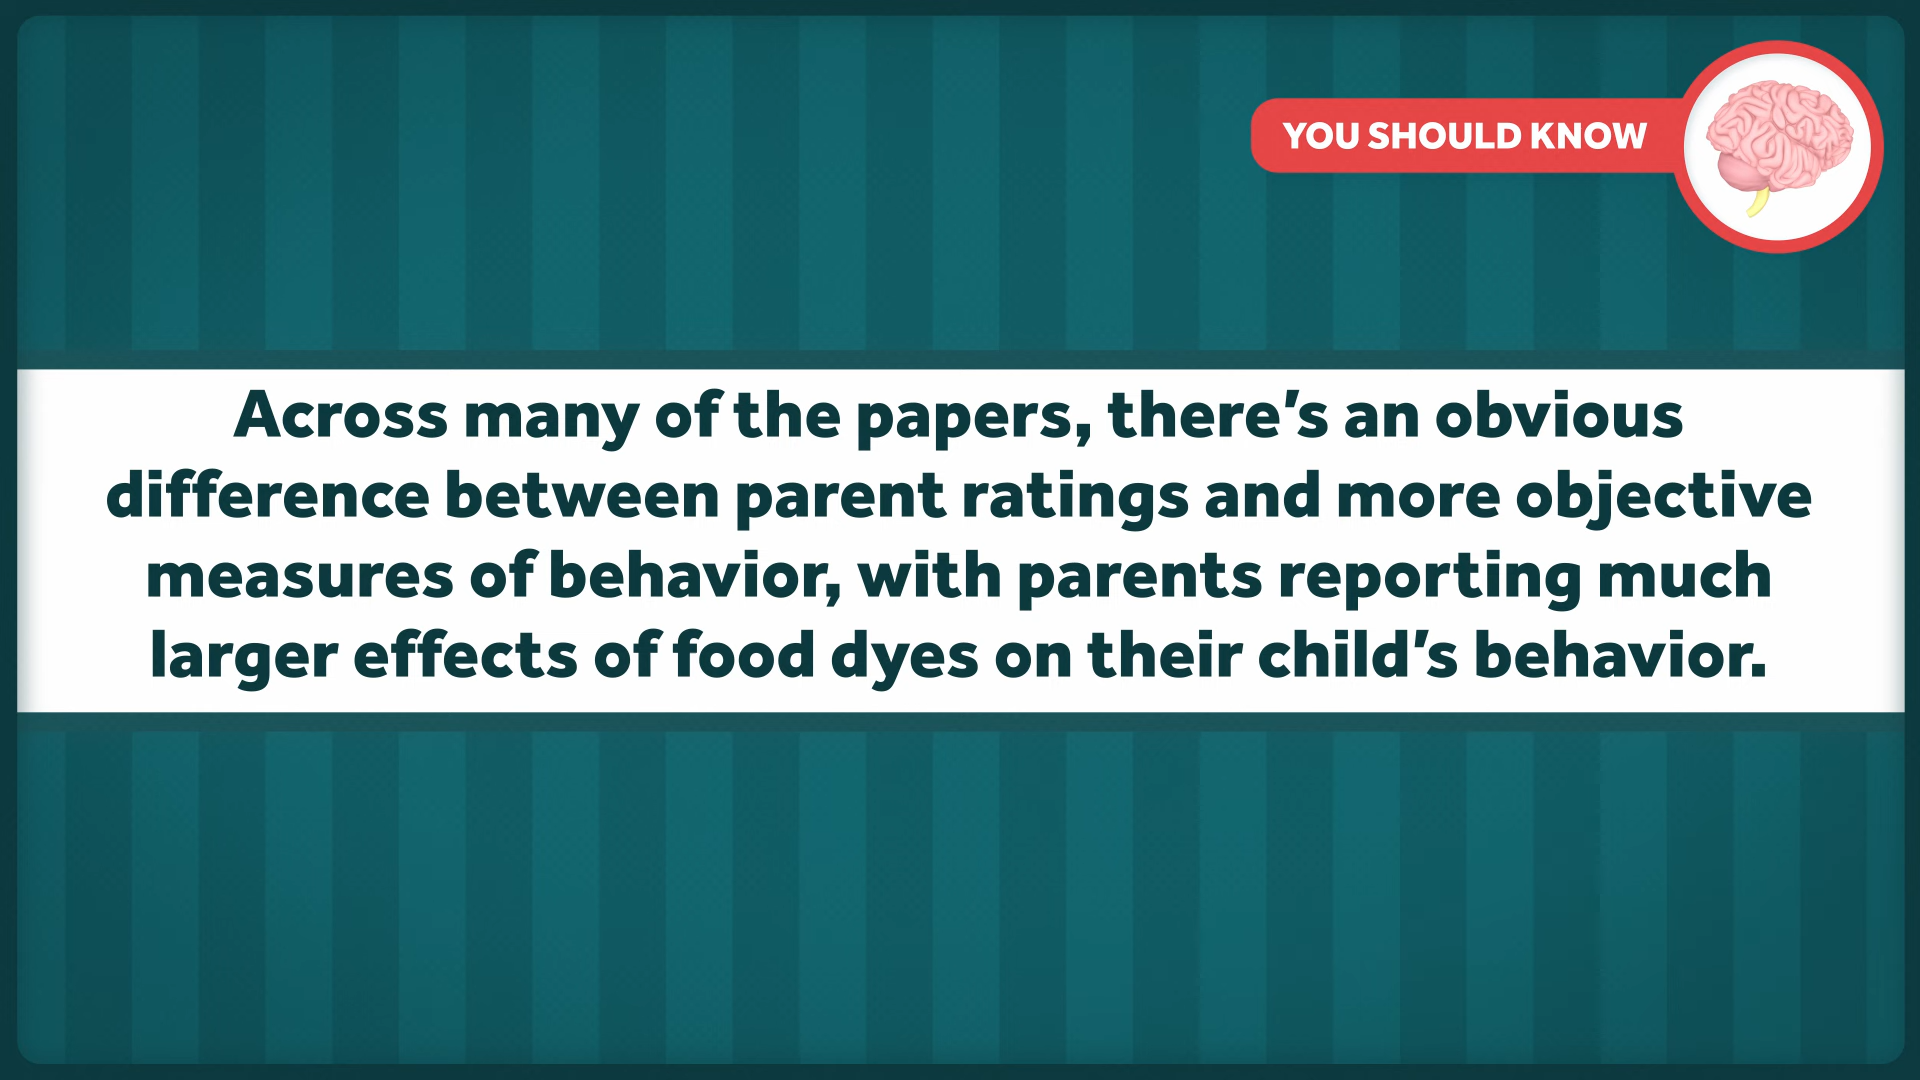 YOU SHOULD KNOW
Across many of the papers, there’s an obvious
difference between parent ratings and more objective
measures of behavior, with parents reporting much
larger effects of food dyes on their child’s behavior.